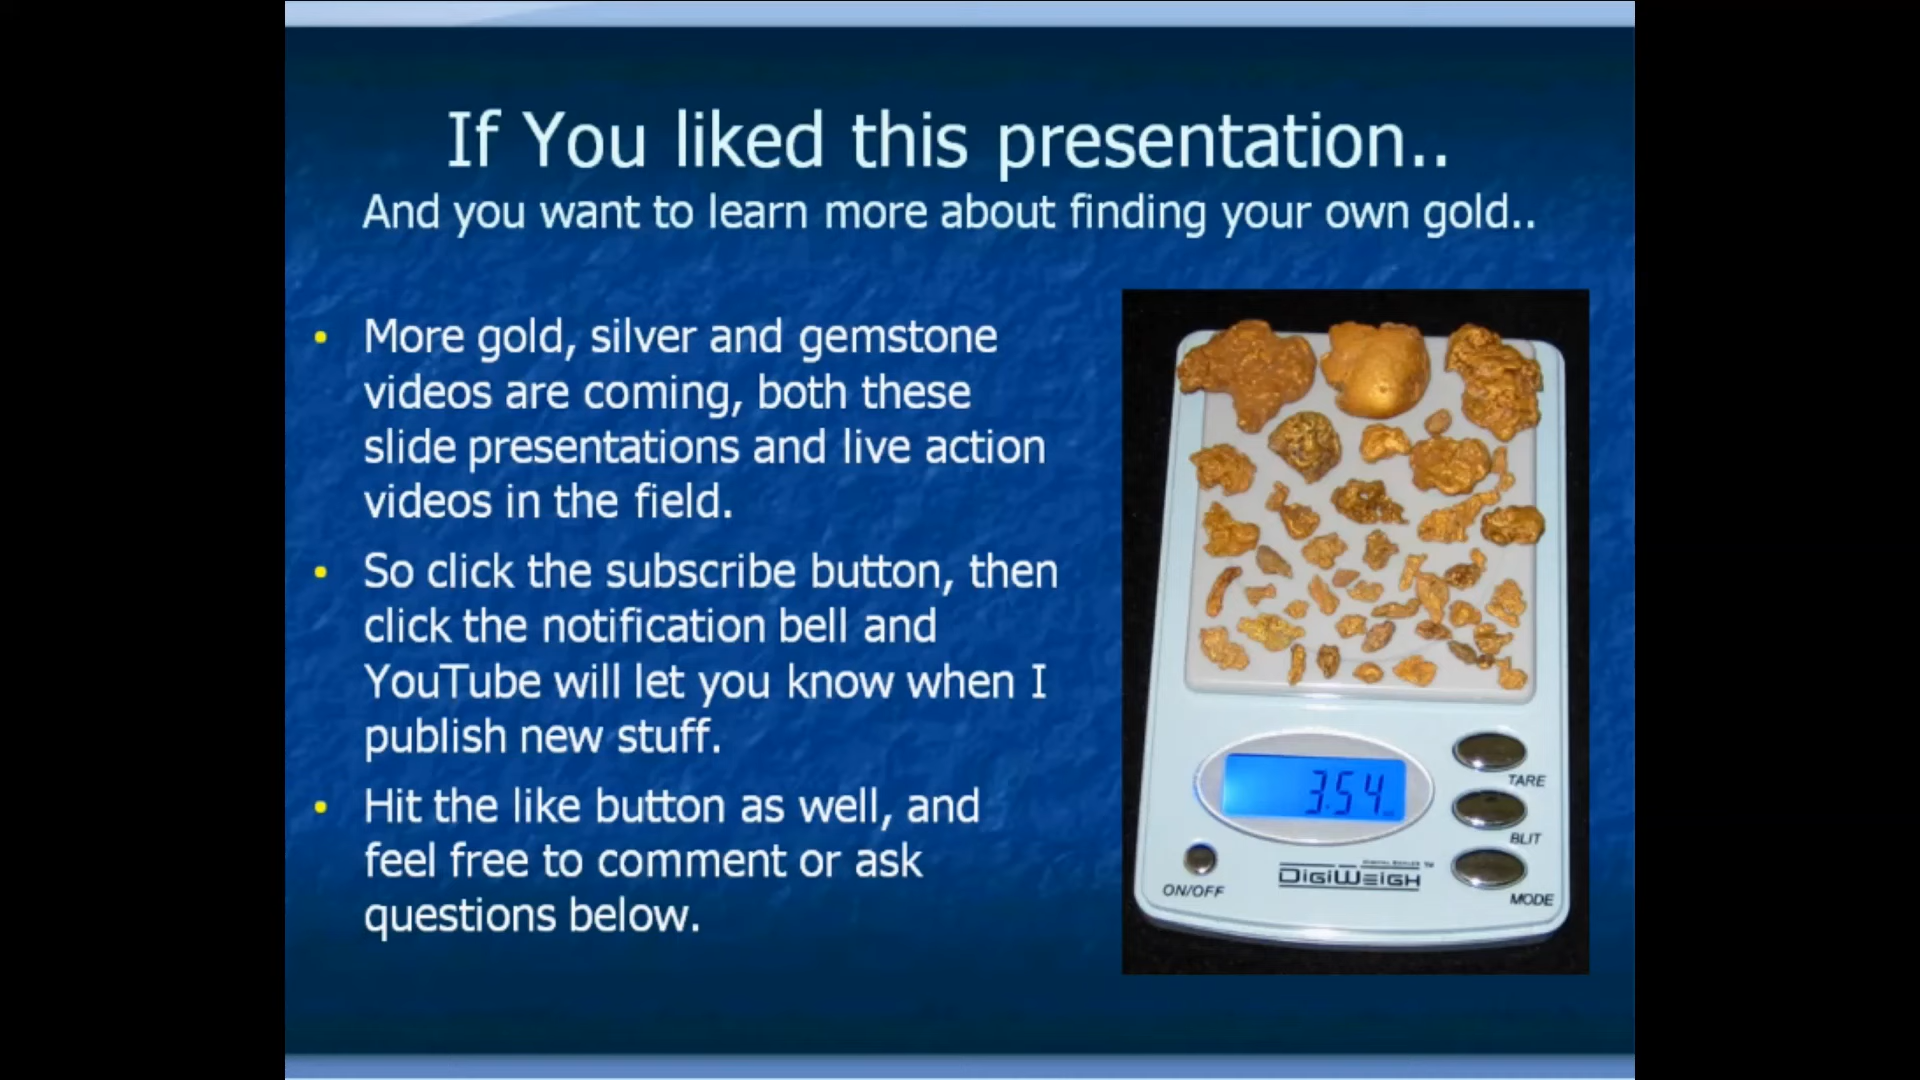 If You liked this presentation..
And you want to learn more about finding your own gold..
• More gold, silver and gemstone
videos are coming, both these
slide presentations and live action
videos in the field.
• So click the subscribe button, then
click the notification bell and
YouTube will let you know when I
publish new stuff.
• Hit the like button as well, and
feel free to comment or ask
questions below.
3.54
TARE
BLIT
MODE
ON/OFF
DIGITAL SCALES TM
DIGIWEIGH